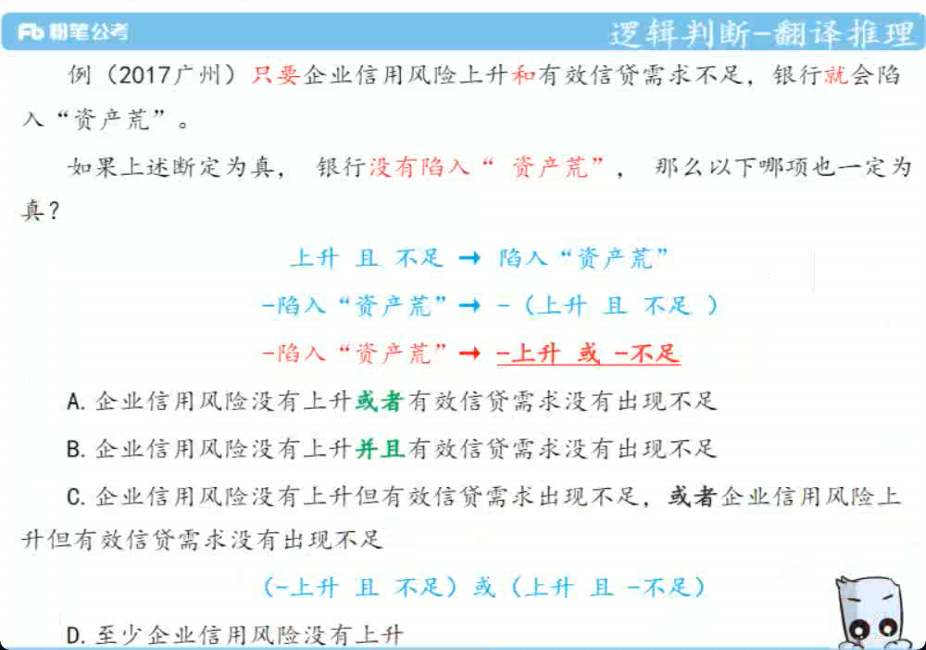 粉笔公考
逻辑判断-翻译推理
例（2017广州）只要企业信用风险上升和有效信贷需求不足，银行就会陷
入“资产荒”。
如果上述断定为真， 银行没有陷入“ 资产荒”， 那么以下哪项也一定为
真？
上升 且 不足 → 陷入“资产荒”
-陷入“资产荒”→ -（上升 且 不足 ）
-陷入“资产荒”→ -上升 或 -不足
A. 企业信用风险没有上升或者有效信贷需求没有出现不足
B. 企业信用风险没有上升并且有效信贷需求没有出现不足
C. 企业信用风险没有上升但有效信贷需求出现不足，或者企业信用风险上
升但有效信贷需求没有出现不足
（-上升 且 不足）或（上升 且 -不足）
D. 至少企业信用风险没有上升